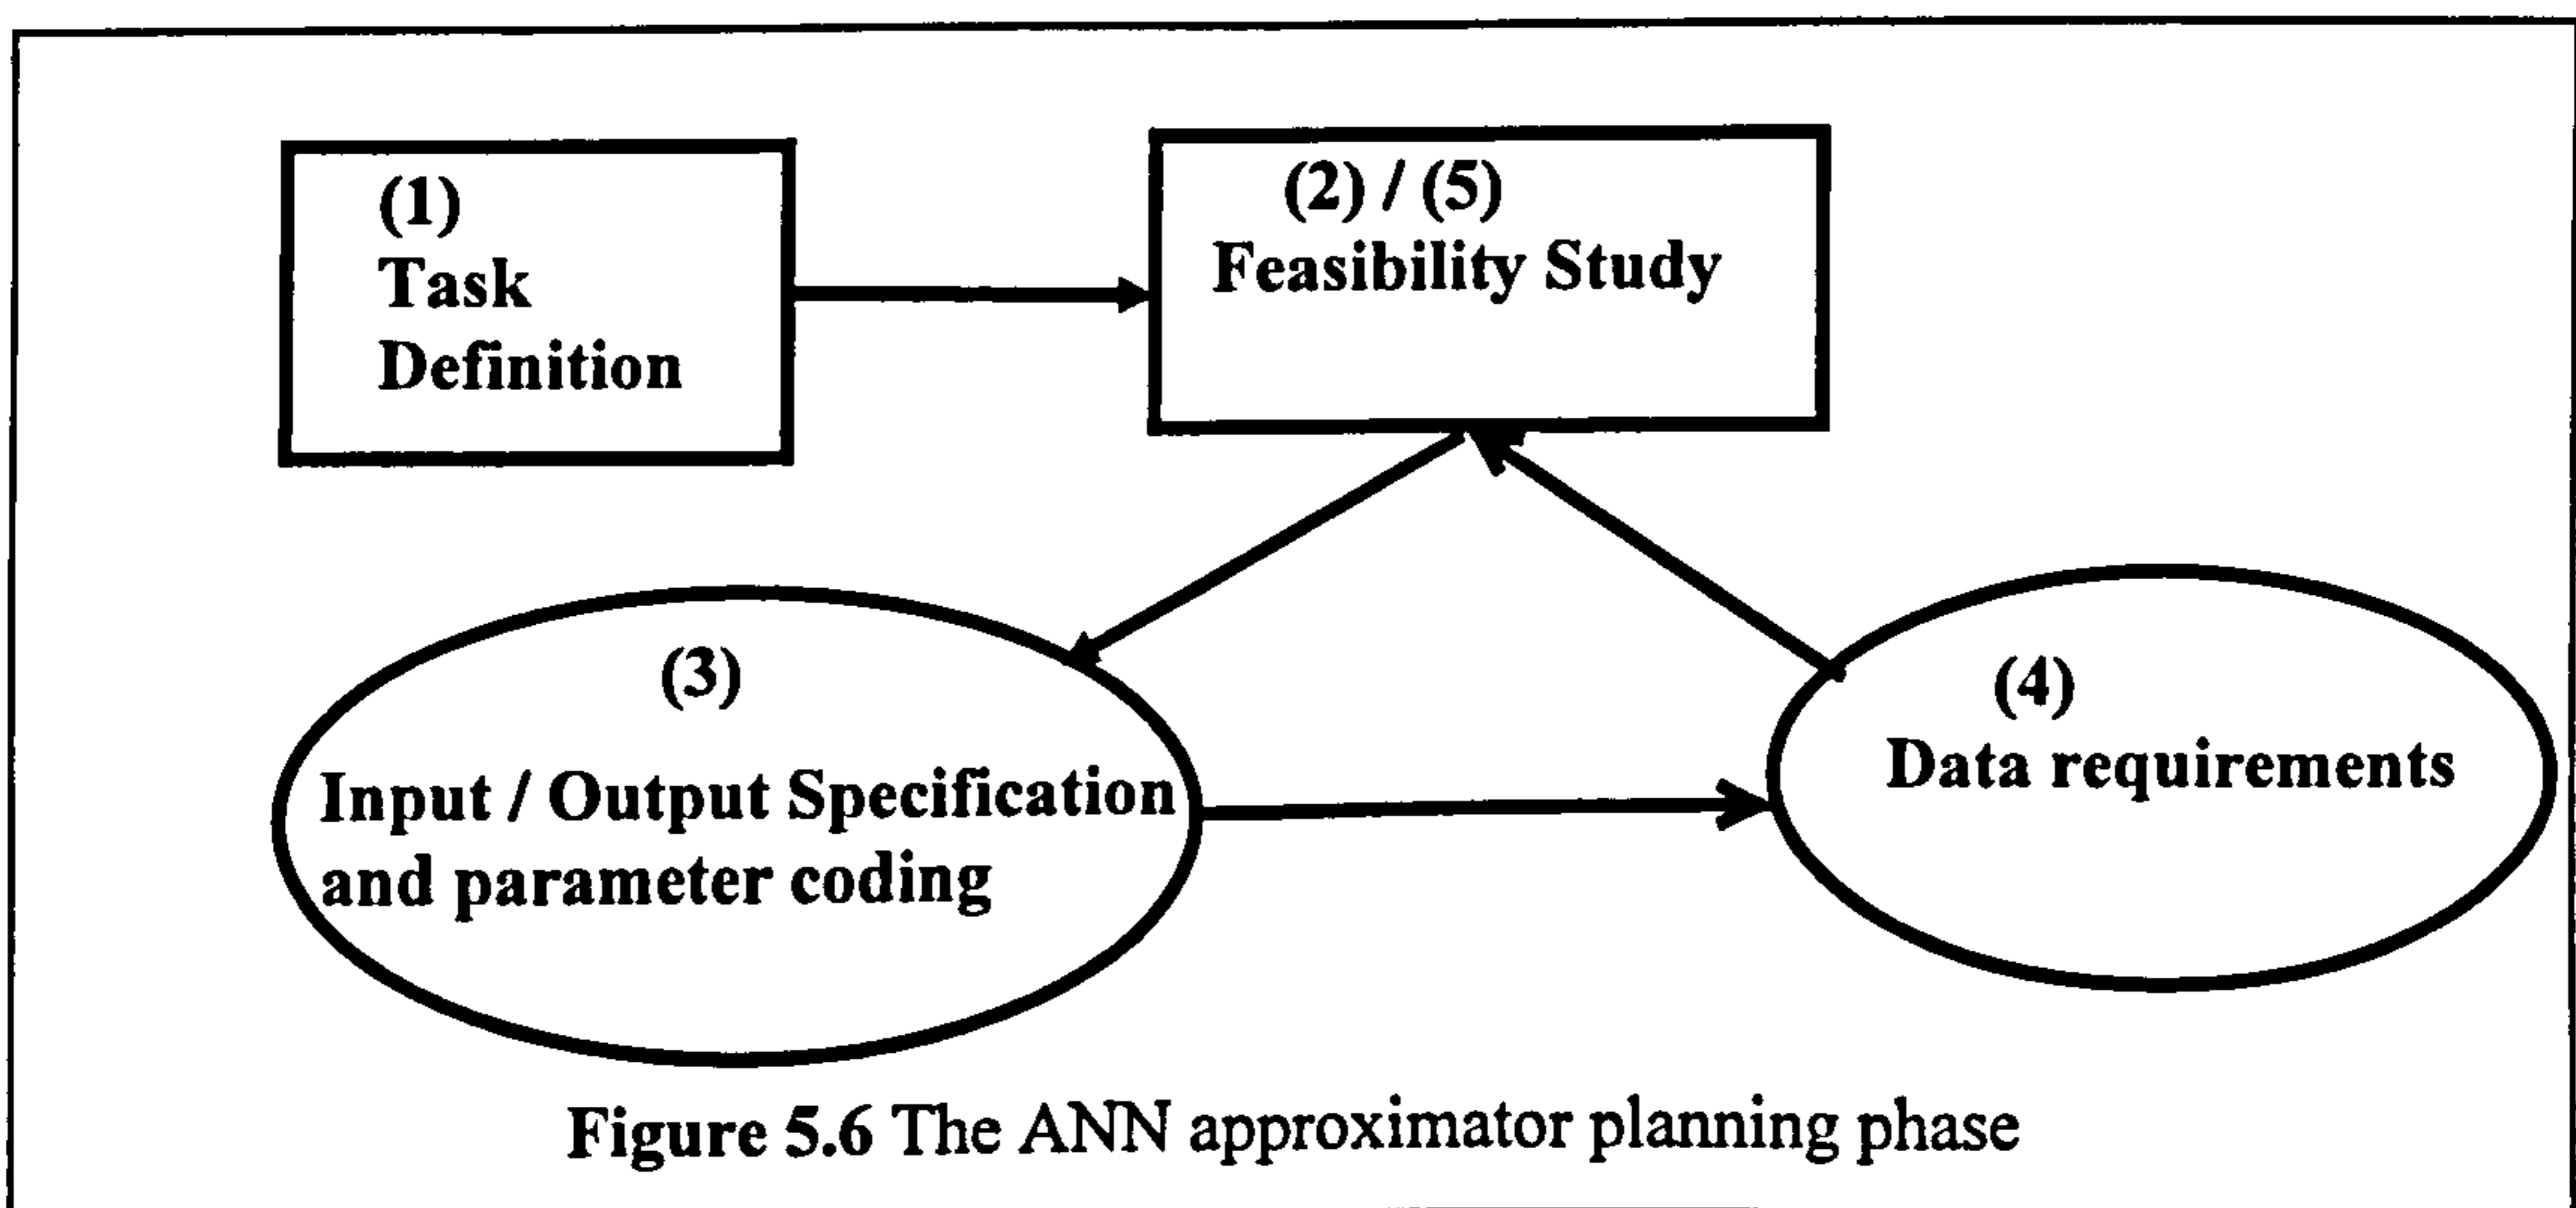 (1)
Task
Definition
(2) / (5)
Feasibility Study
(3)
Input / Output Specification
and parameter coding
(4)
Data requirements
Figure 5.6 The ANN approximator planning phase